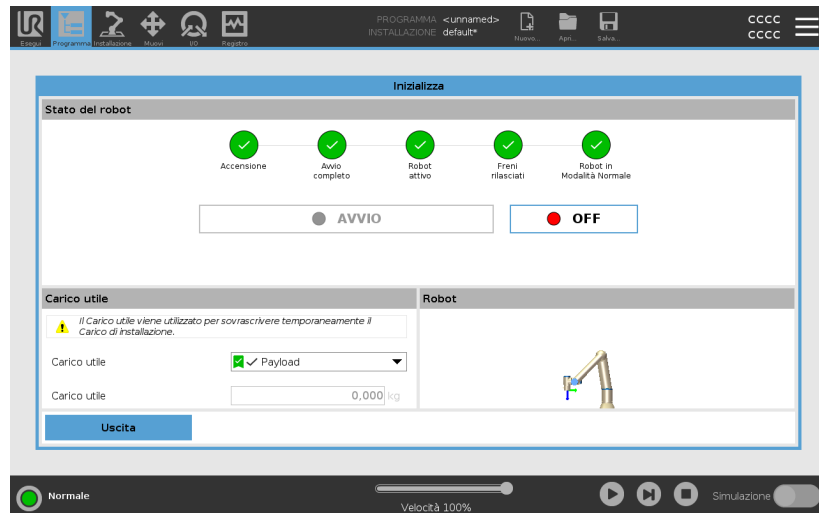 PROGRAMMA <unnamed>
INSTALLAZIONE default*
cccc
cccc
Esegui Programma Installazione Muovi I/O Registro Nuovo... Apri... Salva...
Inizializza
Stato del robot
Accensione
Avvio
completo
Robot
attivo
Freni
rilasciati
Robot in
Modalità Normale
AVVIO
OFF
Carico utile
Robot
Il Carico utile viene utilizzato per sovrascrivere temporaneamente il
Carico di installazione.
Carico utile
Payload
Carico utile
0,000 kg
Uscita
Normale
Velocità 100%
Simulazione